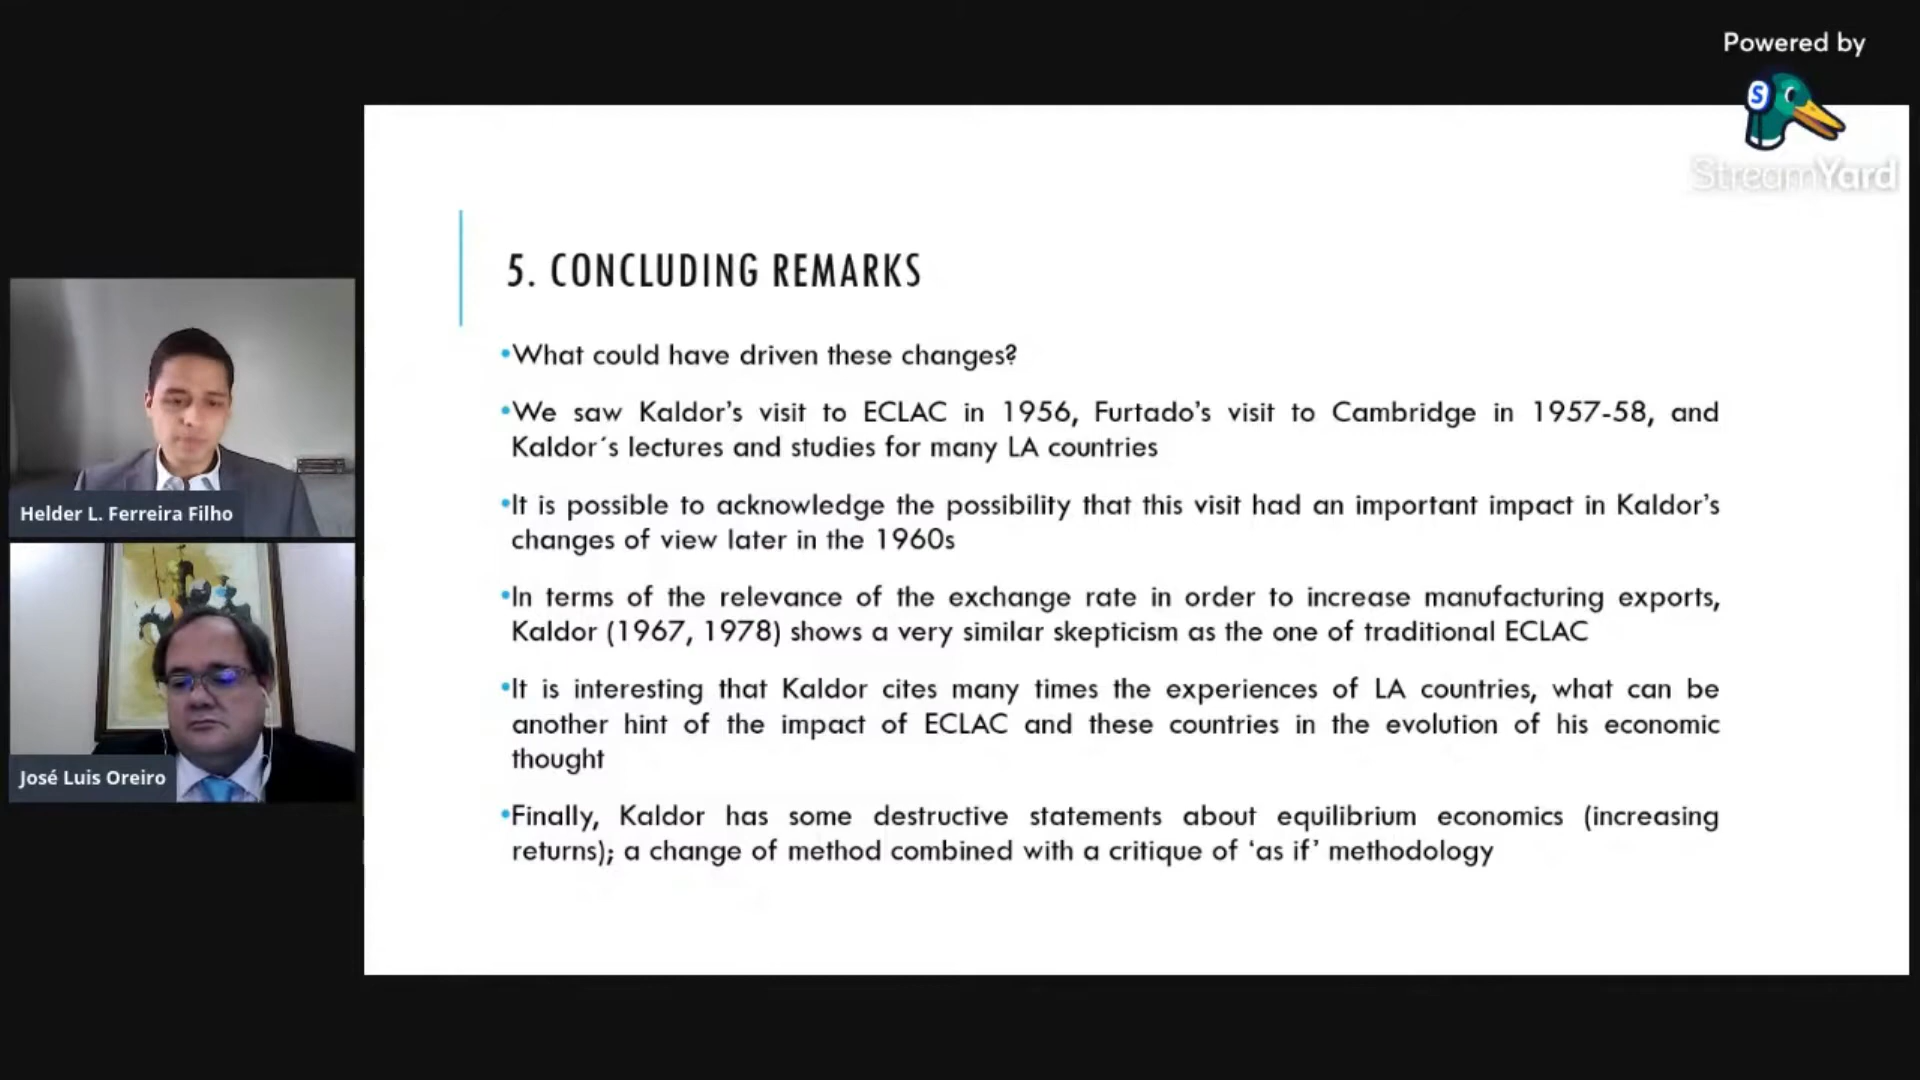 Powered by
StreamYard
5. CONCLUDING REMARKS
•What could have driven these changes?
•We saw Kaldor's visit to ECLAC in 1956, Furtado's visit to Cambridge in 1957-58, and
Kaldor´s lectures and studies for many LA countries
•It is possible to acknowledge the possibility that this visit had an important impact in Kaldor's
changes of view later in the 1960s
•In terms of the relevance of the exchange rate in order to increase manufacturing exports,
Kaldor (1967, 1978) shows a very similar skepticism as the one of traditional ECLAC
•It is interesting that Kaldor cites many times the experiences of LA countries, what can be
another hint of the impact of ECLAC and these countries in the evolution of his economic
thought
•Finally, Kaldor has some destructive statements about equilibrium economics (increasing
returns); a change of method combined with a critique of 'as if' methodology
Helder L. Ferreira Filho
José Luis Oreiro
S